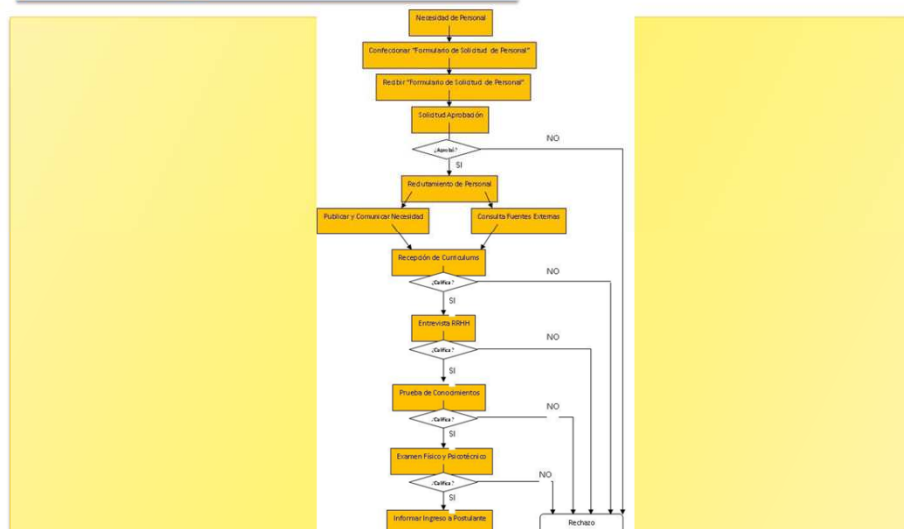 Necesidad de Personal
Confeccionar "Formulario de Solicitud de Personal"
Recibir "Formulario de Solicitud de Personal"
Solicitud Aprobación
NO
¿Aprobó?
SI
Reclutamiento de Personal
Publicar y Comunicar Necesidad
Consulta Fuentes Externas
Recepción de Curriculums
NO
¿Califica?
SI
Entrevista RRHH
NO
¿Califica?
SI
Prueba de Conocimientos
NO
¿Califica?
SI
Examen Físico y Psicotécnico
NO
¿Califica?
SI
Informar Ingreso a Postulante
Rechazo